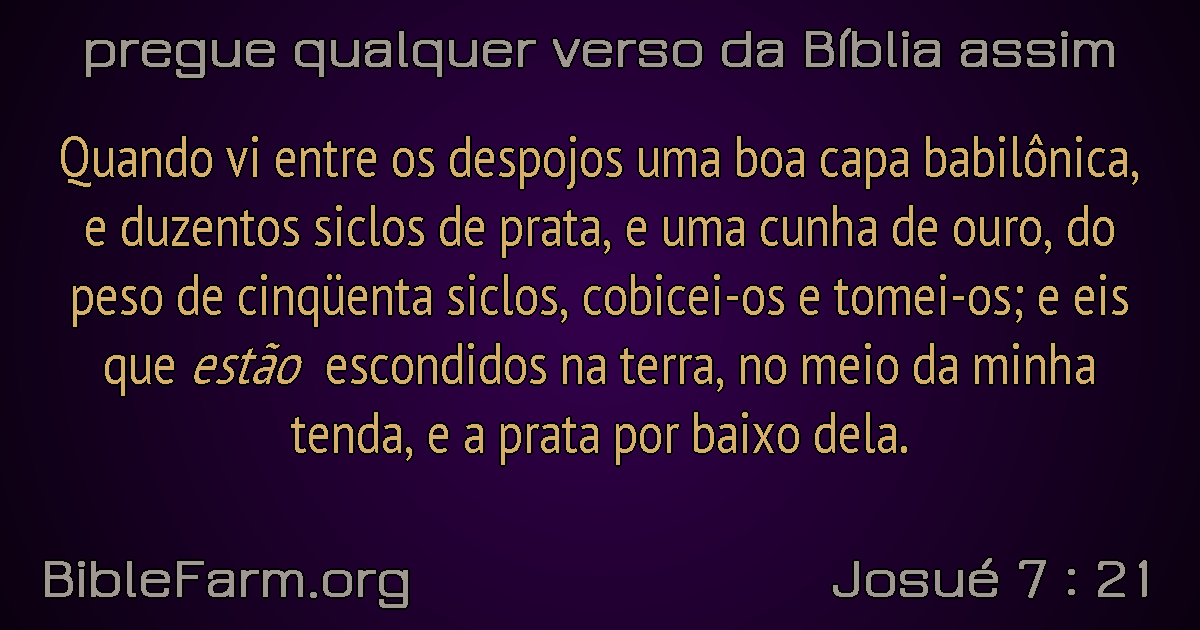 pregue qualquer verso da Bíblia assim
Quando vi entre os despojos uma boa capa babilônica,
e duzentos siclos de prata, e uma cunha de ouro, do
peso de cinqüenta siclos, cobicei-os e tomei-os; e eis
que estão escondidos na terra, no meio da minha
tenda, e a prata por baixo dela.
BibleFarm.org
Josué 7 : 21